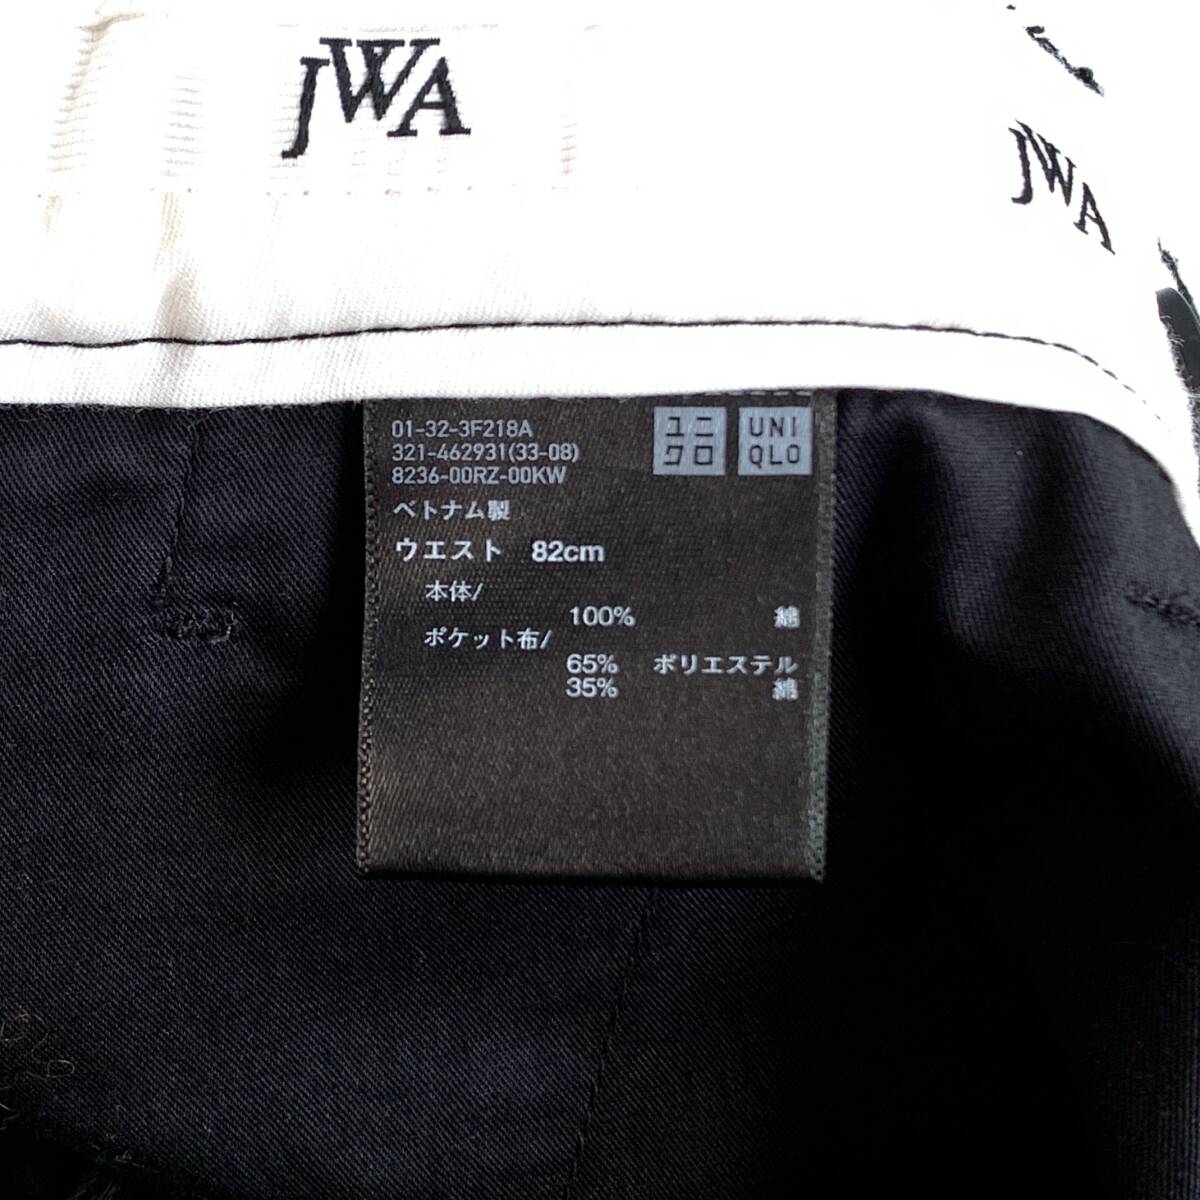 JWA
JWA
01-32-3F218A
321-462931(33-08)
8236-00RZ-00KW
ユニ
クロ
UNI
QLO
ベトナム製
ウエスト 82cm
本体/
100% 綿
ポケット布/
65% ポリエステル
35% 綿